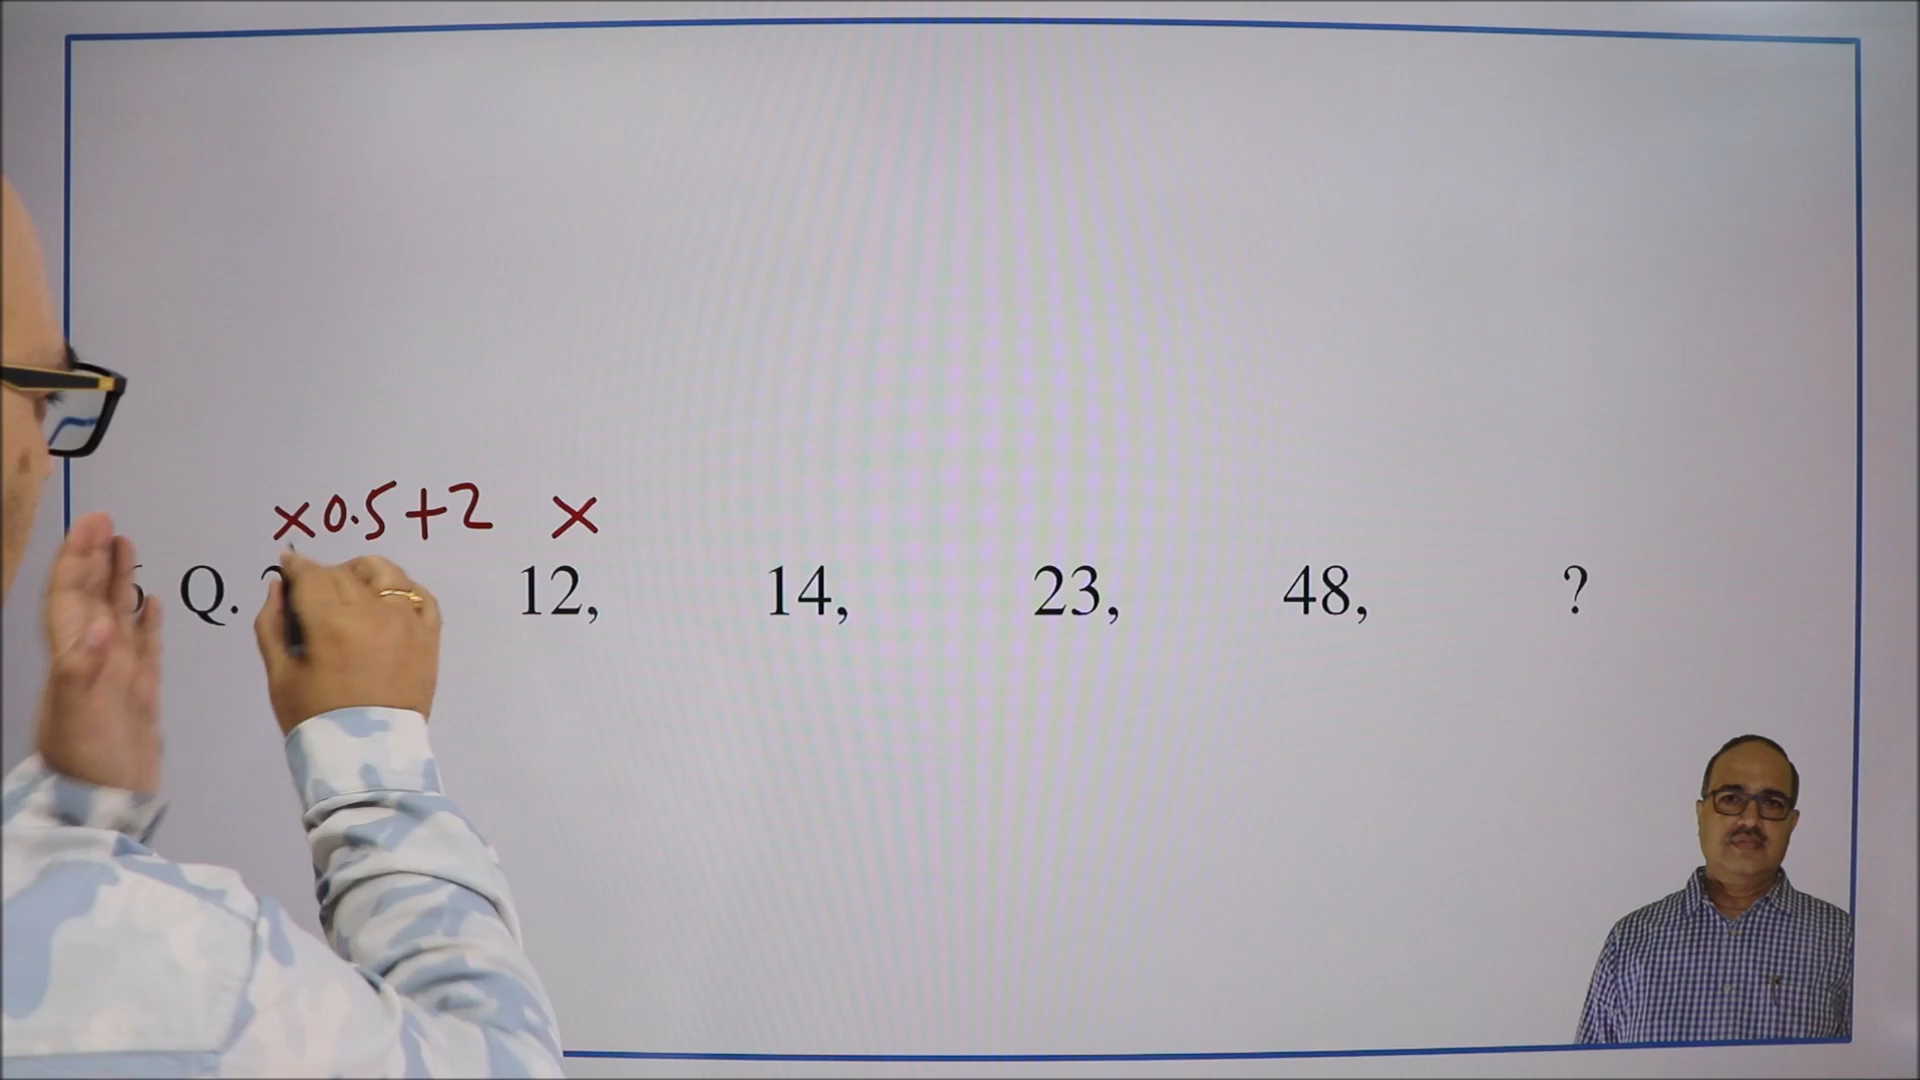 ×0.5+2 ×
Q. 12, 14, 23, 48, ?